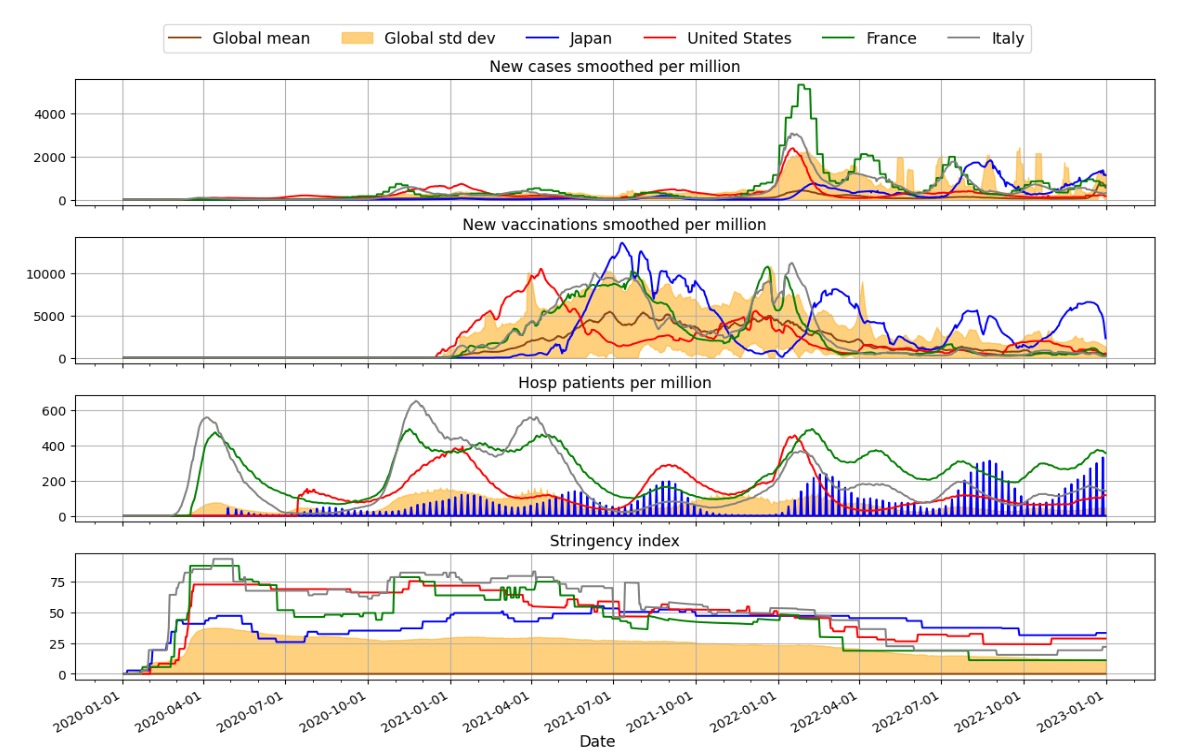 Global mean Global std dev Japan United States France Italy
New cases smoothed per million
4000
2000
0
New vaccinations smoothed per million
10000
5000
0
Hosp patients per million
600
400
200
0
Stringency index
75
50
25
0
2020-01-01 2020-04-01 2020-07-01 2020-10-01 2021-01-01 2021-04-01 2021-07-01 2021-10-01 2022-01-01 2022-04-01 2022-07-01 2022-10-01 2023-01-01
Date